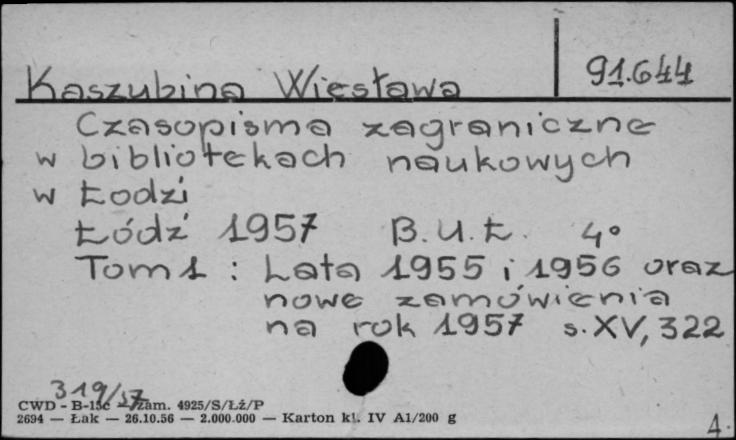 Kaszubina Wiesława 91.644
Czasopisma zagraniczne
w bibliotekach naukowych
w Łodzi
Łódź 1957 B.U.Ł. 4°
Tom 1 : Lata 1955 i 1956 oraz
nowe zamówienia
na rok 1957 s. XV, 322
319/57
CWD - B-15c - Zam. 4925/S/Łź/P
2694 — Łak — 26.10.56 — 2.000.000 — Karton kl. IV A1/200 g
4.